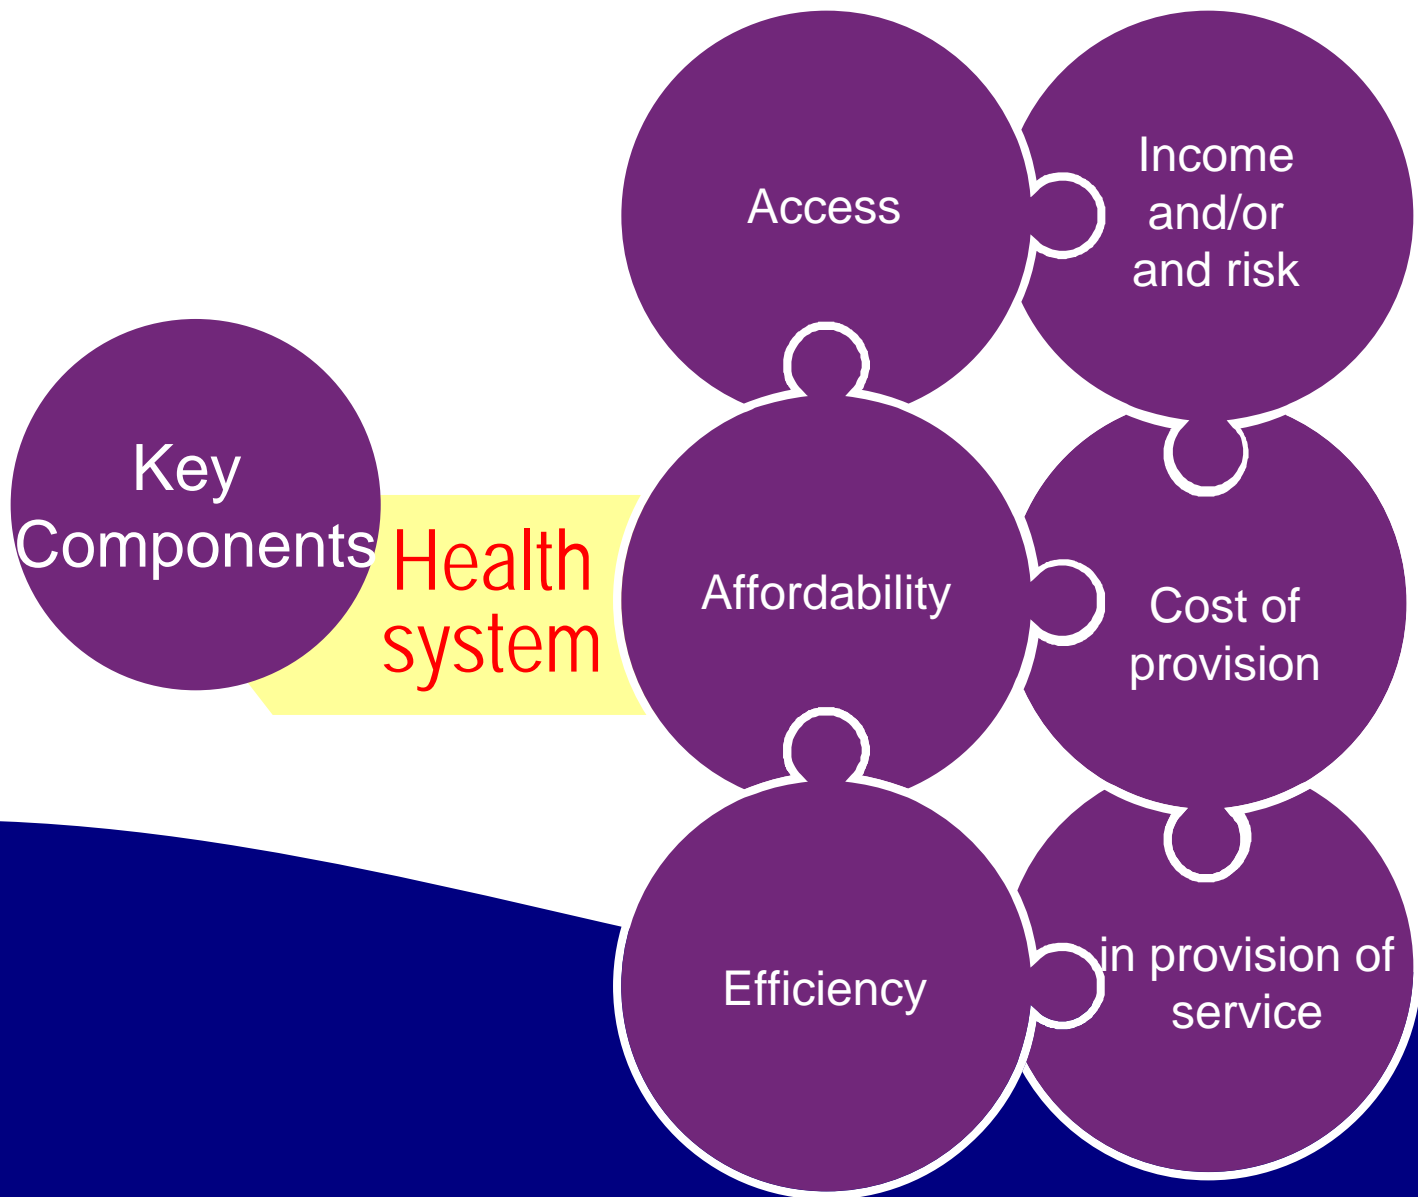 Key
Components
Health
system
Access
Income
and/or
and risk
Affordability
Cost of
provision
Efficiency
in provision of
service